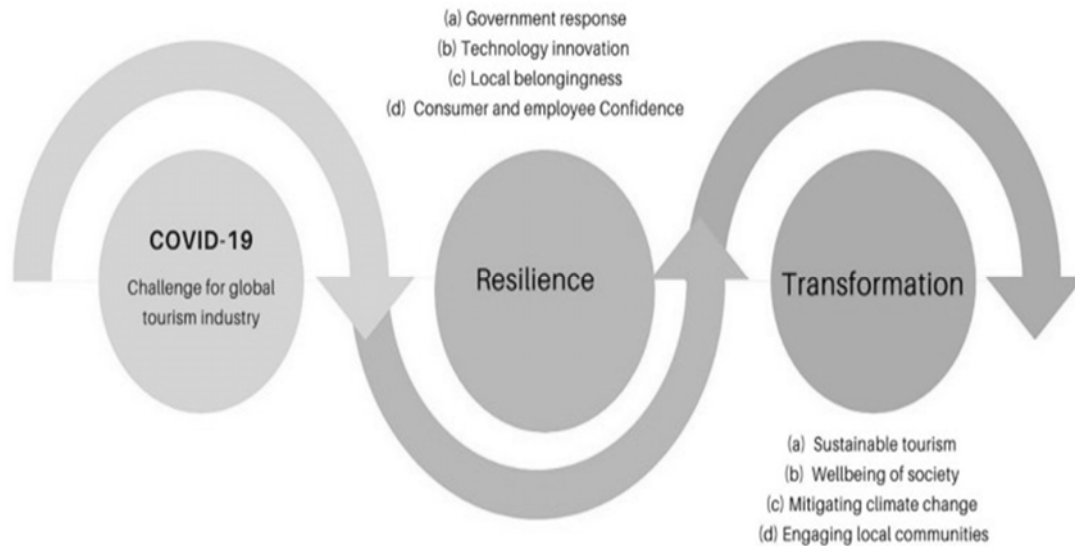 (a) Government response
(b) Technology innovation
(c) Local belongingness
(d) Consumer and employee Confidence
COVID-19
Challenge for global
tourism industry
Resilience
Transformation
(a) Sustainable tourism
(b) Wellbeing of society
(c) Mitigating climate change
(d) Engaging local communities